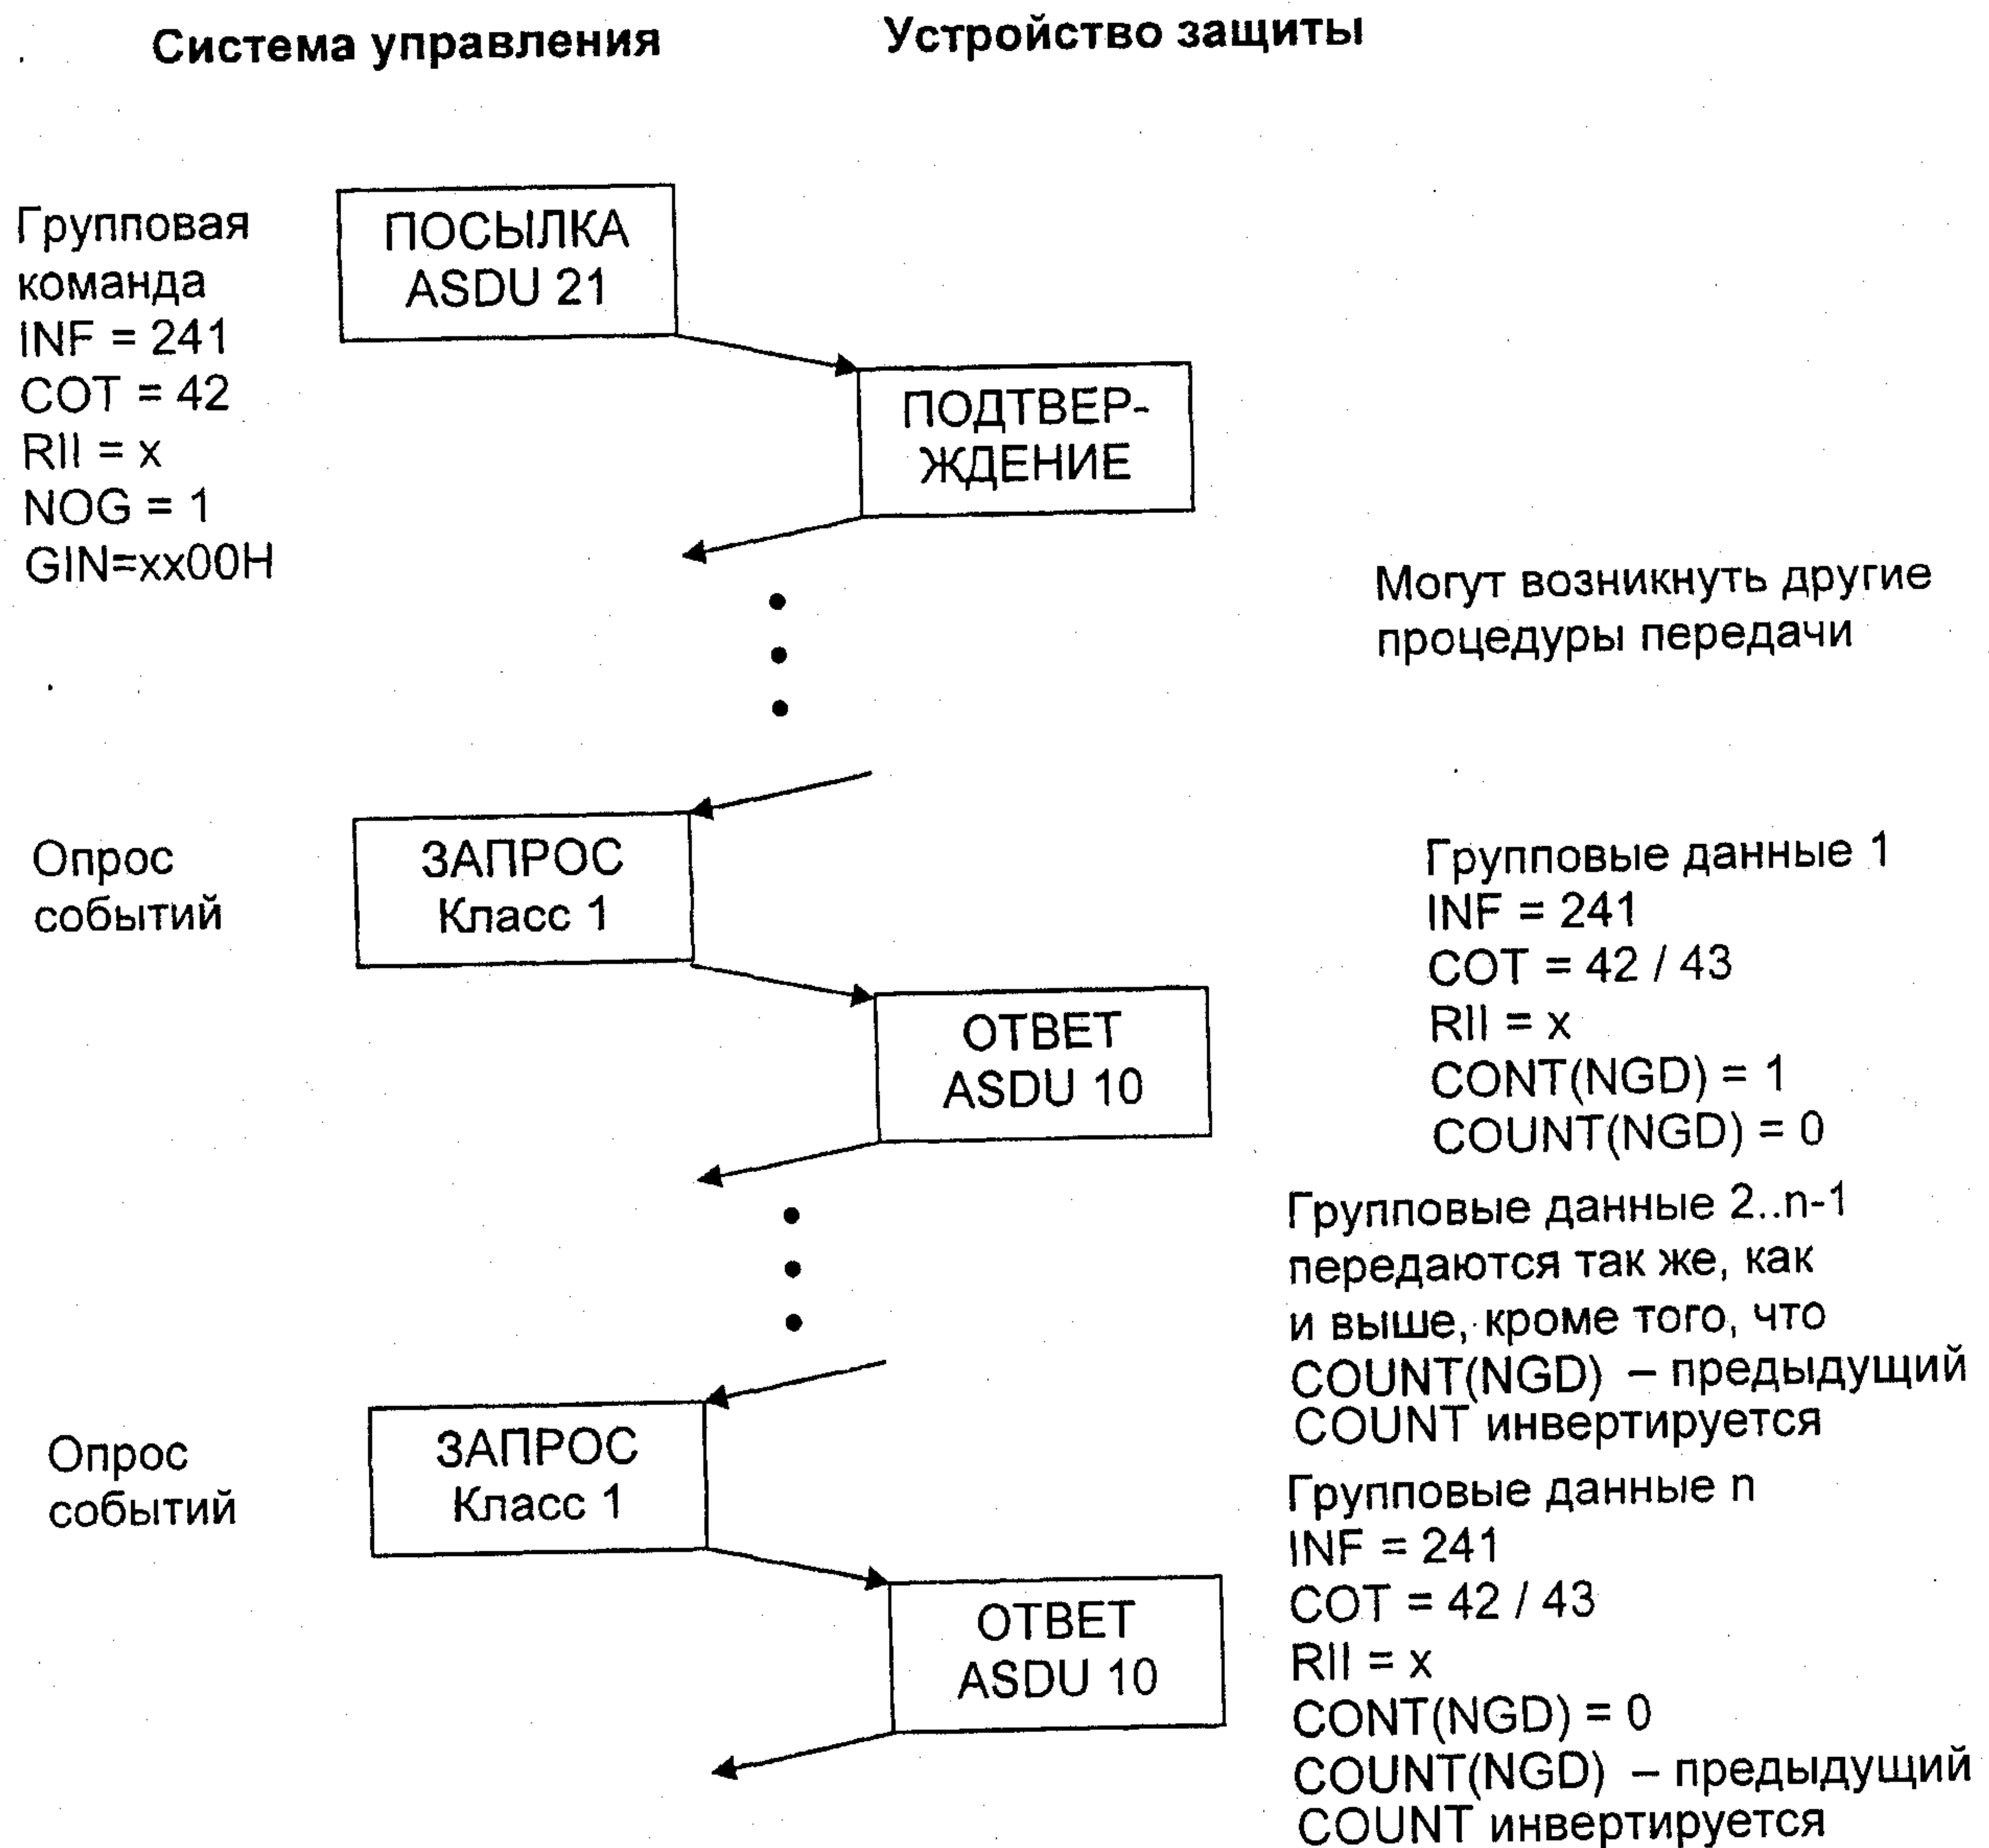 Система управления
Устройство защиты
Групповая
команда
INF = 241
COT = 42
RII = x
NOG = 1
GIN=xx00H
ПОСЫЛКА
ASDU 21
ПОДТВЕР-
ЖДЕНИЕ
Могут возникнуть другие
процедуры передачи
Опрос
событий
ЗАПРОС
Класс 1
ОТВЕТ
ASDU 10
Групповые данные 1
INF = 241
COT = 42 / 43
RII = x
CONT(NGD) = 1
COUNT(NGD) = 0
Групповые данные 2..n-1
передаются так же, как
и выше, кроме того, что
COUNT(NGD) – предыдущий
COUNT инвертируется
Опрос
событий
ЗАПРОС
Класс 1
ОТВЕТ
ASDU 10
Групповые данные n
INF = 241
COT = 42 / 43
RII = x
CONT(NGD) = 0
COUNT(NGD) – предыдущий
COUNT инвертируется